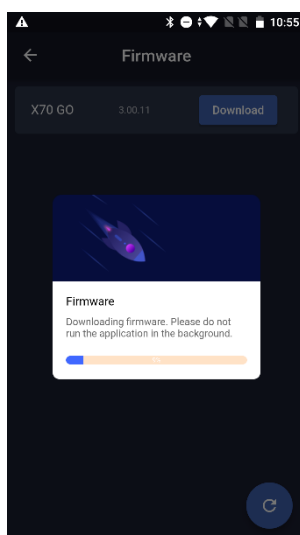 10:55
Firmware
X70 GO 3.00.11 Download
Firmware
Downloading firmware. Please do not
run the application in the background.